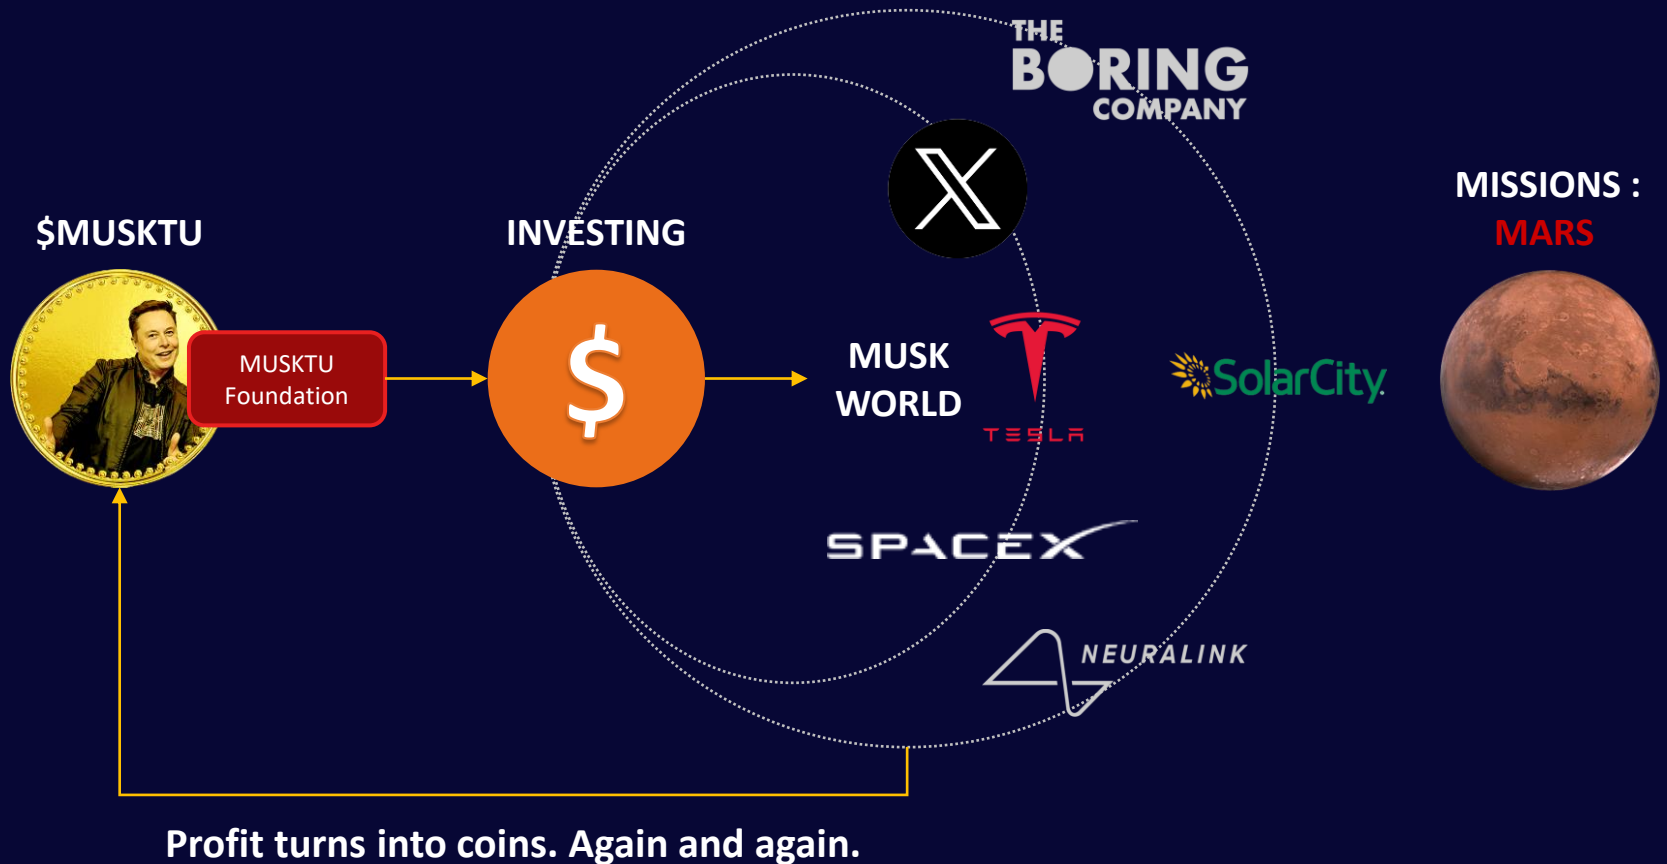 THE
BORING
COMPANY
X
MISSIONS :
MARS
$MUSKTU
INVESTING
MUSKTU
Foundation
$
MUSK
WORLD
TESLA
SolarCity
SPACEX
NEURALINK
Profit turns into coins. Again and again.